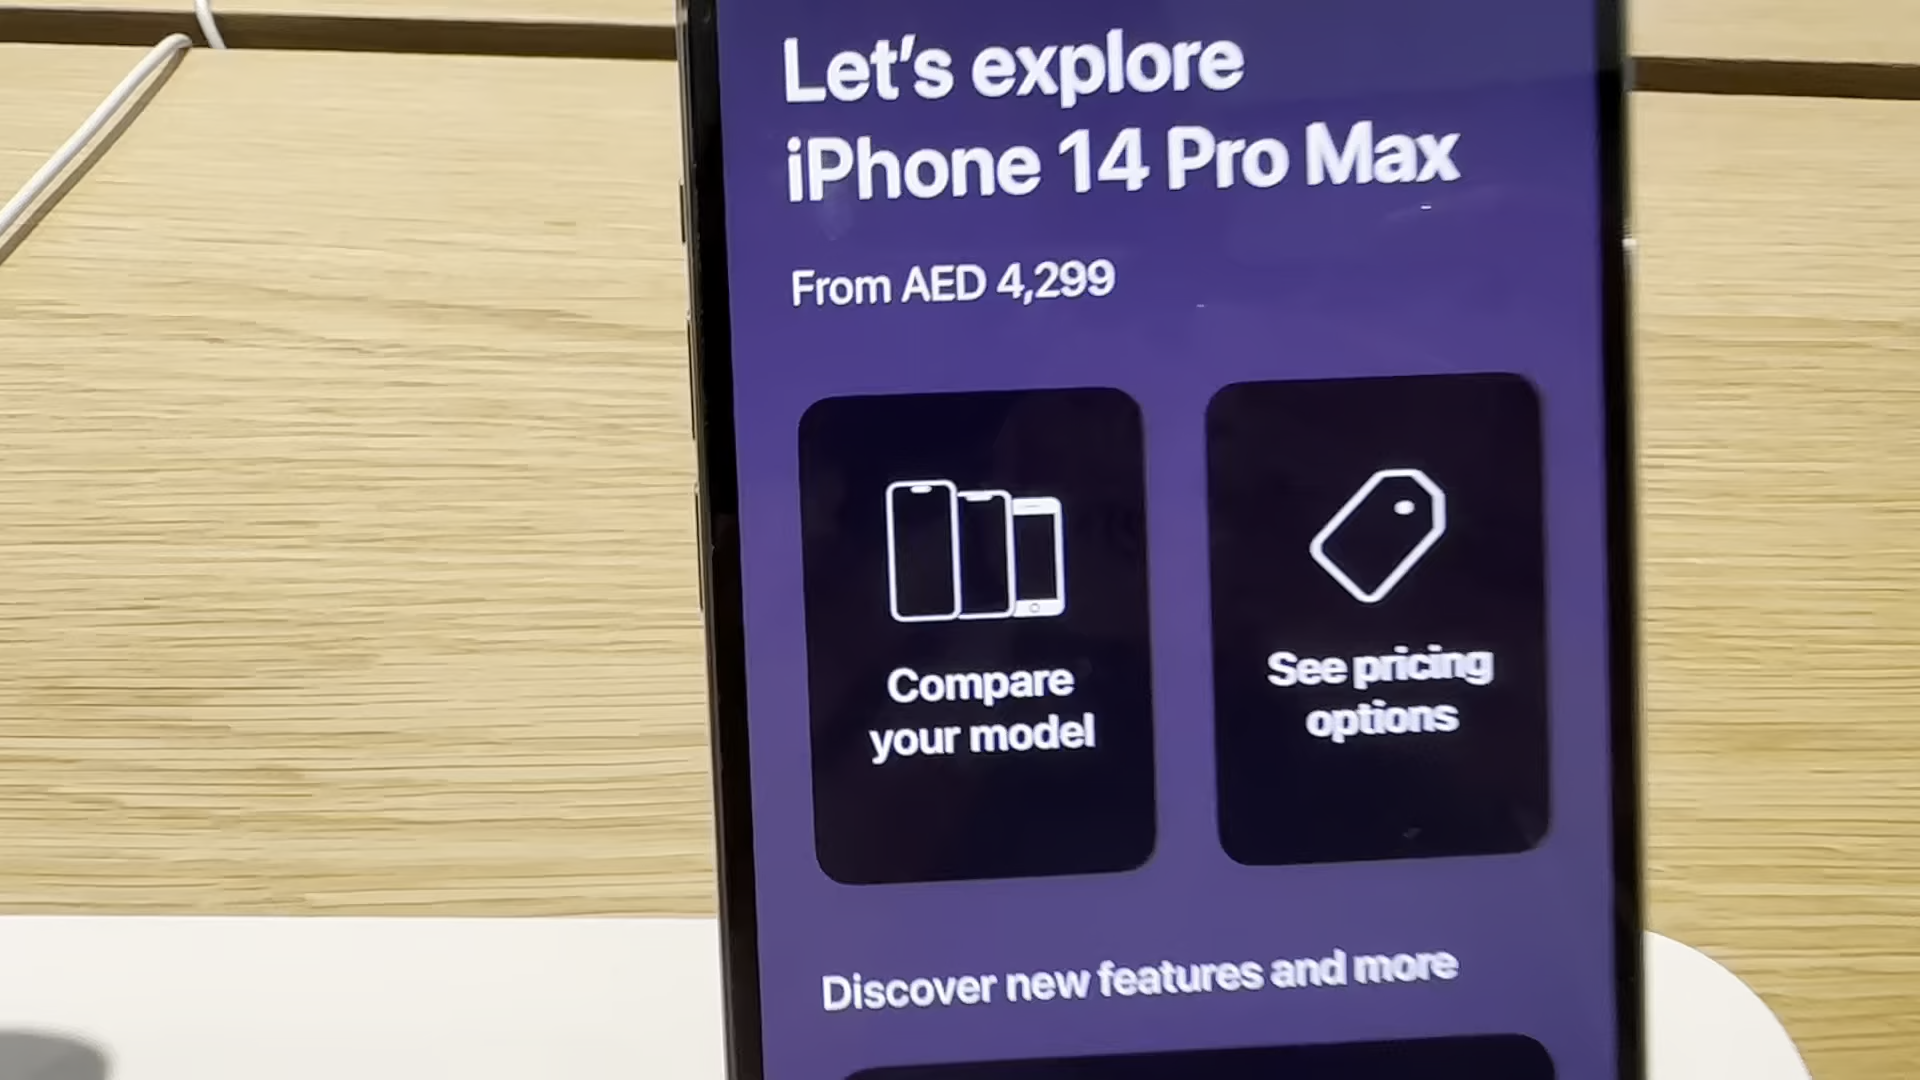 Let's explore
iPhone 14 Pro Max
From AED 4,299
Compare
your model
See pricing
options
Discover new features and more